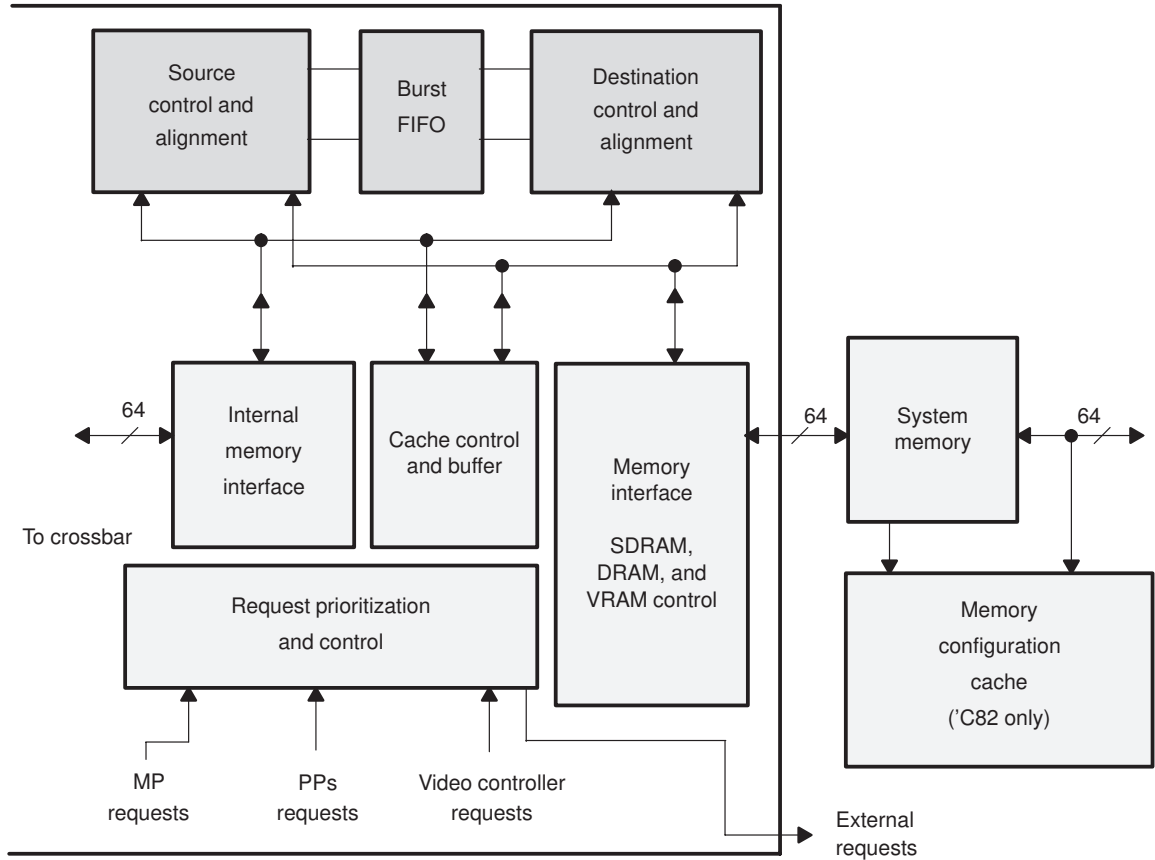 Source
control and
alignment
Burst
FIFO
Destination
control and
alignment
64
Internal
memory
interface
Cache control
and buffer
Memory
interface
SDRAM,
DRAM, and
VRAM control
64
System
memory
64
To crossbar
Request prioritization
and control
Memory
configuration
cache
(’C82 only)
MP
requests
PPs
requests
Video controller
requests
External
requests